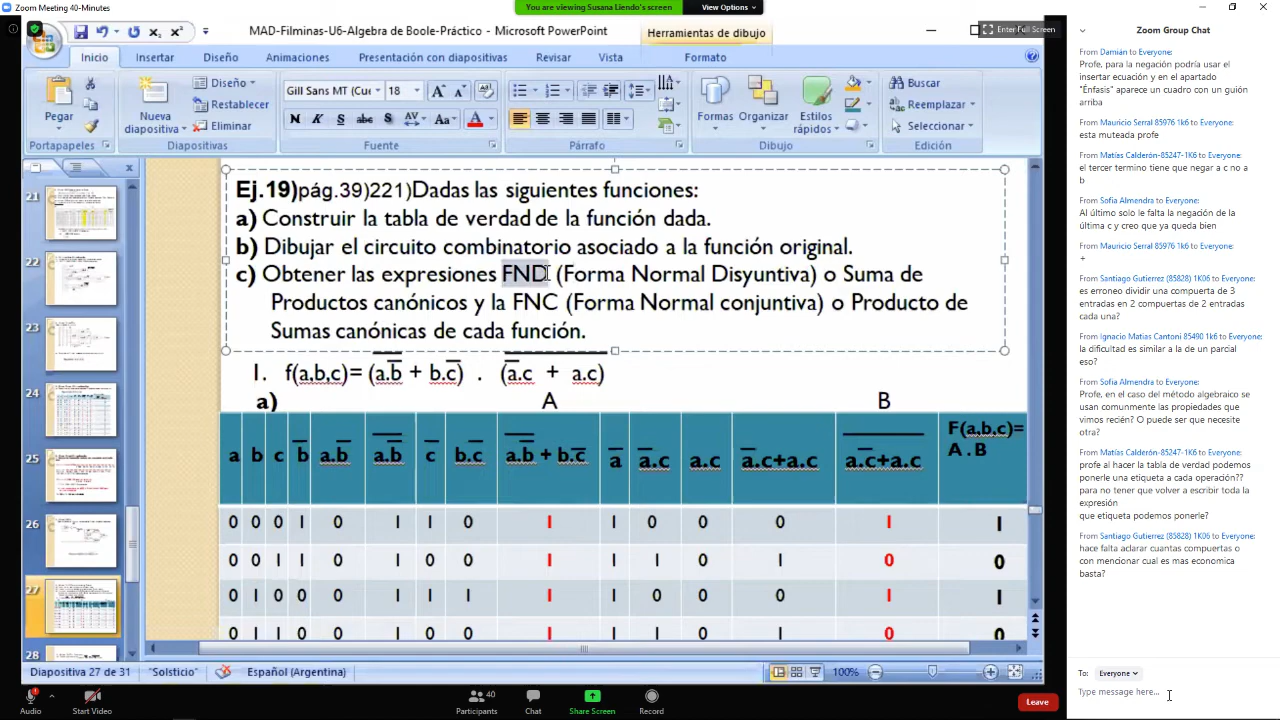 Zoom Meeting 40-Minutes
You are viewing Susana Liendo's screen
View Options
Enter Full Screen
Microsoft PowerPoint
Herramientas de dibujo
Inicio
Insertar
Diseño
Animaciones
Presentación con diapositivas
Revisar
Vista
Formato
Pegar
Nueva
diapositiva
Diseño
Restablecer
Eliminar
Gill Sans MT (Cu
18
N K S abe S AV Aa A
Formas
Organizar
Estilos
rápidos
Buscar
Reemplazar
Seleccionar
Portapapeles
Diapositivas
Fuente
Párrafo
Dibujo
Edición
21
22
23
24
25
26
27
28
Ej.19)pág.39)221)Dadas las siguientes funciones:
a) Construir la tabla de verdad de la función dada.
b) Dibujar el circuito combinatorio asociado a la función original.
c) Obtener las expresiones FND (Forma Normal Disyuntiva) o Suma de
Productos canónicos y la FNC (Forma Normal conjuntiva) o Producto de
Sumas canónica de cada función.
I. f(a,b,c)= (a.b + b.c) . (a.c + a.c)
a) A B
a b c b a.b a.b b.c a.b + b.c a a.c a.c a.c+a.c F(a,b,c)=
A . B
0 0 0 1 1 1 0 1 1 0 0 0 1 1
0 0 1 1 1 1 0 1 1 1 0 1 0 0
0 1 0 0 1 1 1 1 1 0 0 0 1 1
0 1 1 0 1 0 0 1 1 1 0 1 0 0
Diapositiva 27 de 31
"Solsticio"
Español (Argentina)
100%
Audio
Start Video
40
Participants
Chat
Share Screen
Record
Leave
Zoom Group Chat
From Damián to Everyone:
Profe, para la negación podría usar el
insertar ecuación y en el apartado
"Énfasis" aparece un cuadro con un guión
arriba
From Mauricio Serral 85976 1k6 to Everyone:
esta muteada profe
From Matías Calderón-85247-1K6 to Everyone:
el tercer termino tiene que negar a c no a
b
From Sofia Almendra to Everyone:
Al último solo le falta la negación de la
última c y creo que ya queda bien
From Mauricio Serral 85976 1k6 to Everyone:
+
From Santiago Gutierrez (85828) 1K06 to Everyone:
es erroneo dividir una compuerta de 3
entradas en 2 compuertas de 2 entradas
cada una?
From Ignacio Matias Cantoni 85490 1k6 to Everyone:
la dificultad es similar a la de un parcial
eso?
From Sofia Almendra to Everyone:
Profe, en el caso del método algebraico se
usan comunmente las propiedades que
vimos recién? O puede ser que necesite
otra?
From Matías Calderón-85247-1K6 to Everyone:
profe al hacer la tabla de verdad podemos
ponerle una etiqueta a cada operación??
para no tener que volver a escribir toda la
expresión
que etiqueta podemos ponerle?
From Santiago Gutierrez (85828) 1K06 to Everyone:
hace falta aclarar cuantas compuertas o
con mencionar cual es mas economica
basta?
To: Everyone
Type message here...